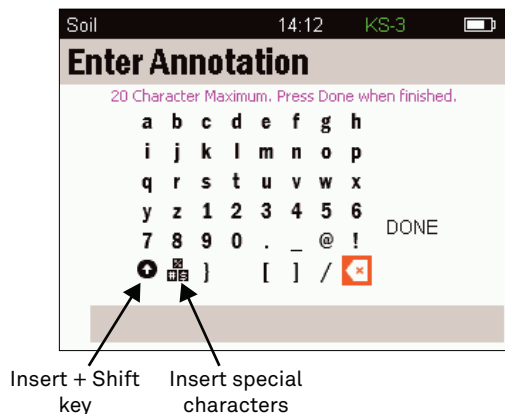 Soil 14:12 KS-3
Enter Annotation
20 Character Maximum. Press Done when finished.
a b c d e f g h
i j k l m n o p
q r s t u v w x
y z 1 2 3 4 5 6
DONE
7 8 9 0 . _ @ !
% # $ } [ ] /
Insert + Shift key
Insert special characters